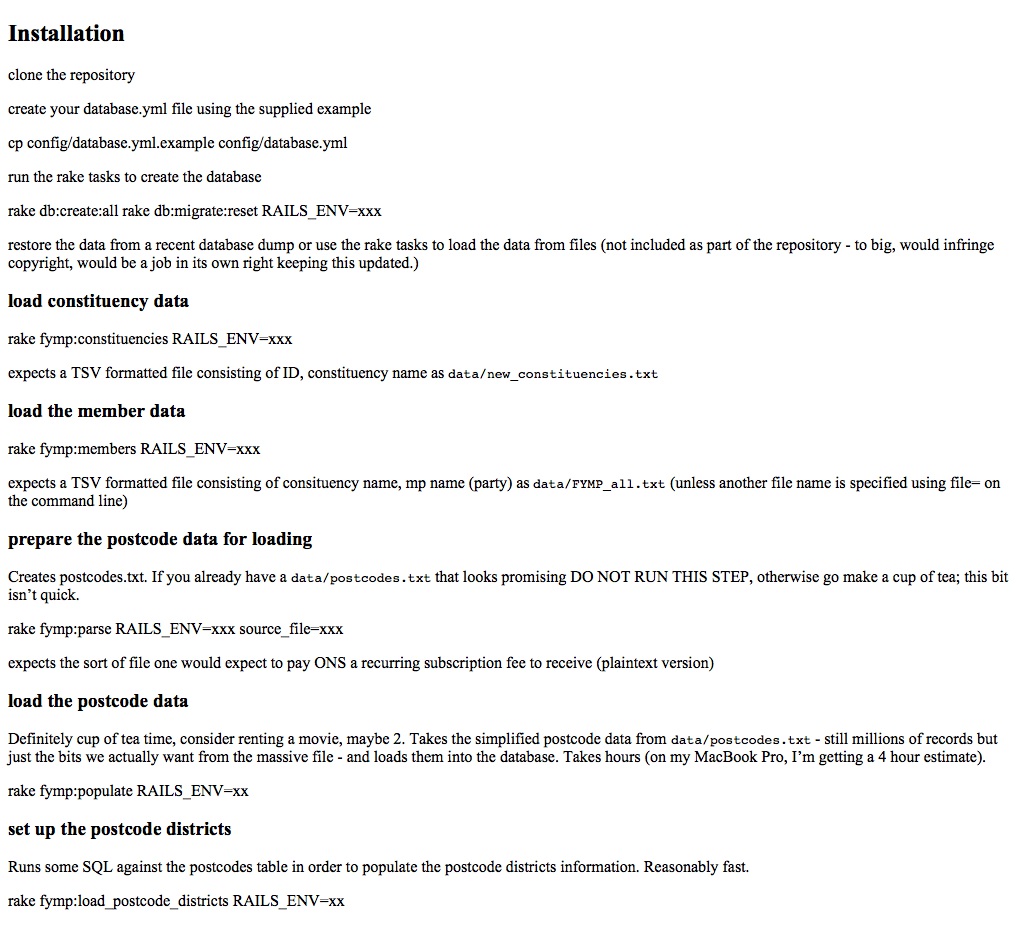 Installation
clone the repository
create your database.yml file using the supplied example
cp config/database.yml.example config/database.yml
run the rake tasks to create the database
rake db:create:all rake db:migrate:reset RAILS_ENV=xxx
restore the data from a recent database dump or use the rake tasks to load the data from files (not included as part of the repository - to big, would infringe
copyright, would be a job in its own right keeping this updated.)
load constituency data
rake fymp:constituencies RAILS_ENV=xxx
expects a TSV formatted file consisting of ID, constituency name as data/new_constituencies.txt
load the member data
rake fymp:members RAILS_ENV=xxx
expects a TSV formatted file consisting of consituency name, mp name (party) as data/FYMP_all.txt (unless another file name is specified using file= on
the command line)
prepare the postcode data for loading
Creates postcodes.txt. If you already have a data/postcodes.txt that looks promising DO NOT RUN THIS STEP, otherwise go make a cup of tea; this bit
isn’t quick.
rake fymp:parse RAILS_ENV=xxx source_file=xxx
expects the sort of file one would expect to pay ONS a recurring subscription fee to receive (plaintext version)
load the postcode data
Definitely cup of tea time, consider renting a movie, maybe 2. Takes the simplified postcode data from data/postcodes.txt - still millions of records but
just the bits we actually want from the massive file - and loads them into the database. Takes hours (on my MacBook Pro, I’m getting a 4 hour estimate).
rake fymp:populate RAILS_ENV=xx
set up the postcode districts
Runs some SQL against the postcodes table in order to populate the postcode districts information. Reasonably fast.
rake fymp:load_postcode_districts RAILS_ENV=xx